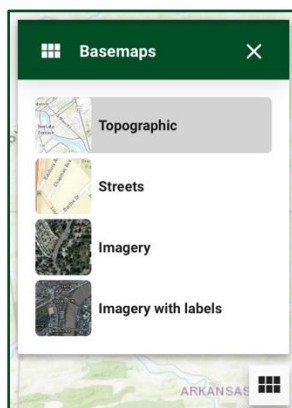 Basemaps
Topographic
Streets
Imagery
Imagery with labels
ARKANSAS